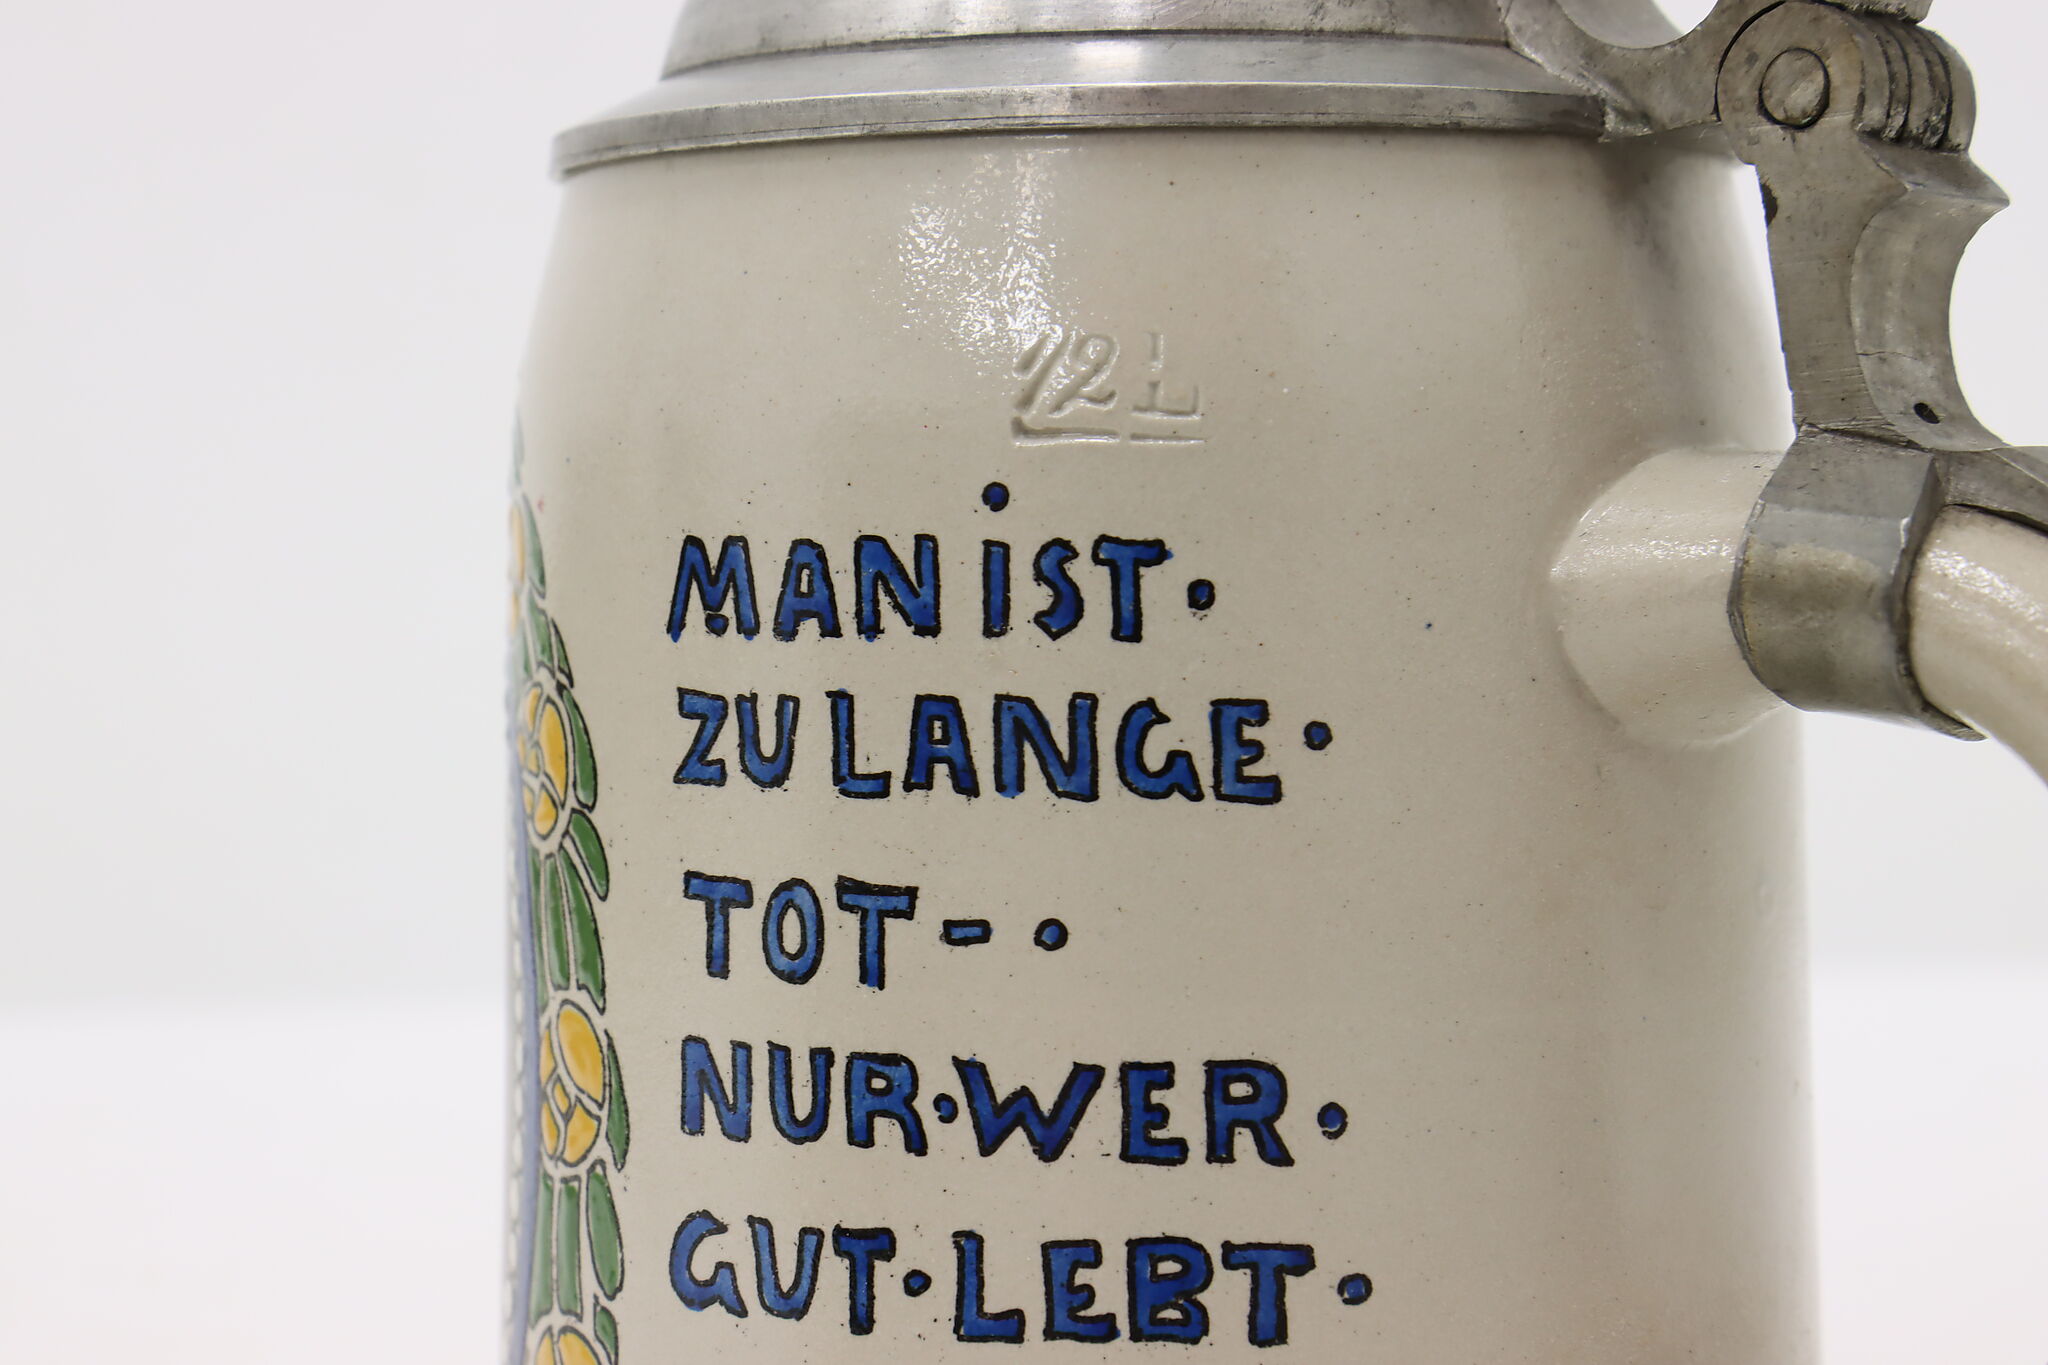 1/2 L
MAN iST·
ZU LANGE·
TOT-·
NUR·WER·
GUT·LEBT·